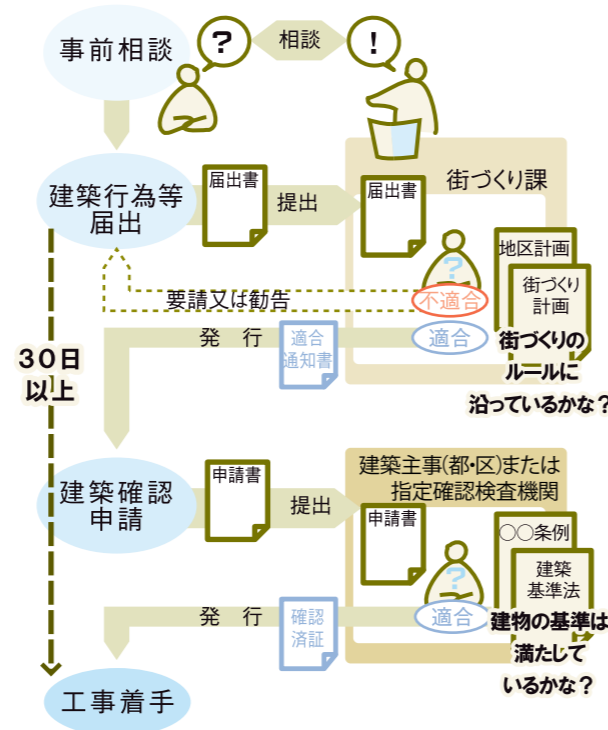 事前相談
?
相談
!
建築行為等
届出
届出書
提出
届出書
街づくり課
地区計画
街づくり
計画
?
不適合
要請又は勧告
適合
発 行
適合
通知書
街づくりの
ルールに
沿っているかな?
30日
以上
建築確認
申請
申請書
提出
建築主事(都・区)または
指定確認検査機関
申請書
〇〇条例
建築
基準法
?
適合
発 行
確認
済証
建物の基準は
満たして
いるかな?
工事着手